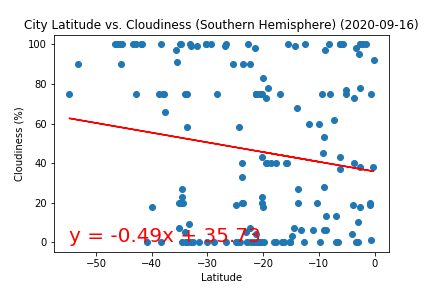 City Latitude vs. Cloudiness (Southern Hemisphere) (2020-09-16)
100
80
60
40
20
0
Cloudiness (%)
y = -0.49x + 35.73
−50 −40 −30 −20 −10 0
Latitude